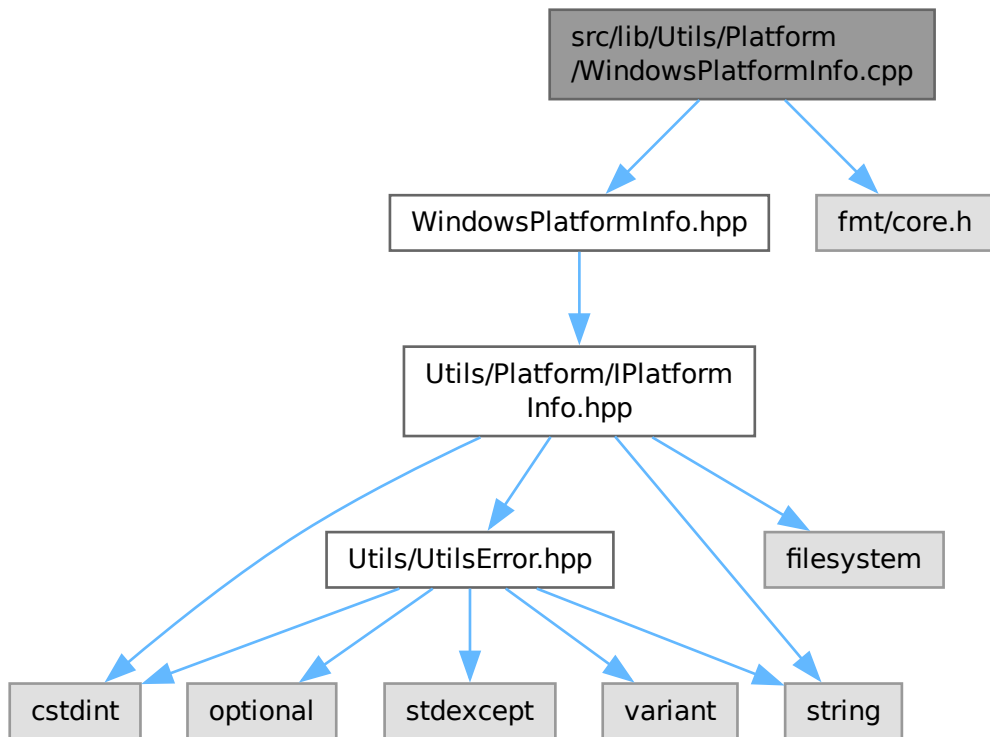 src/lib/Utils/Platform
/WindowsPlatformInfo.cpp
WindowsPlatformInfo.hpp
fmt/core.h
Utils/Platform/IPlatform
Info.hpp
Utils/UtilsError.hpp
filesystem
cstdint
optional
stdexcept
variant
string